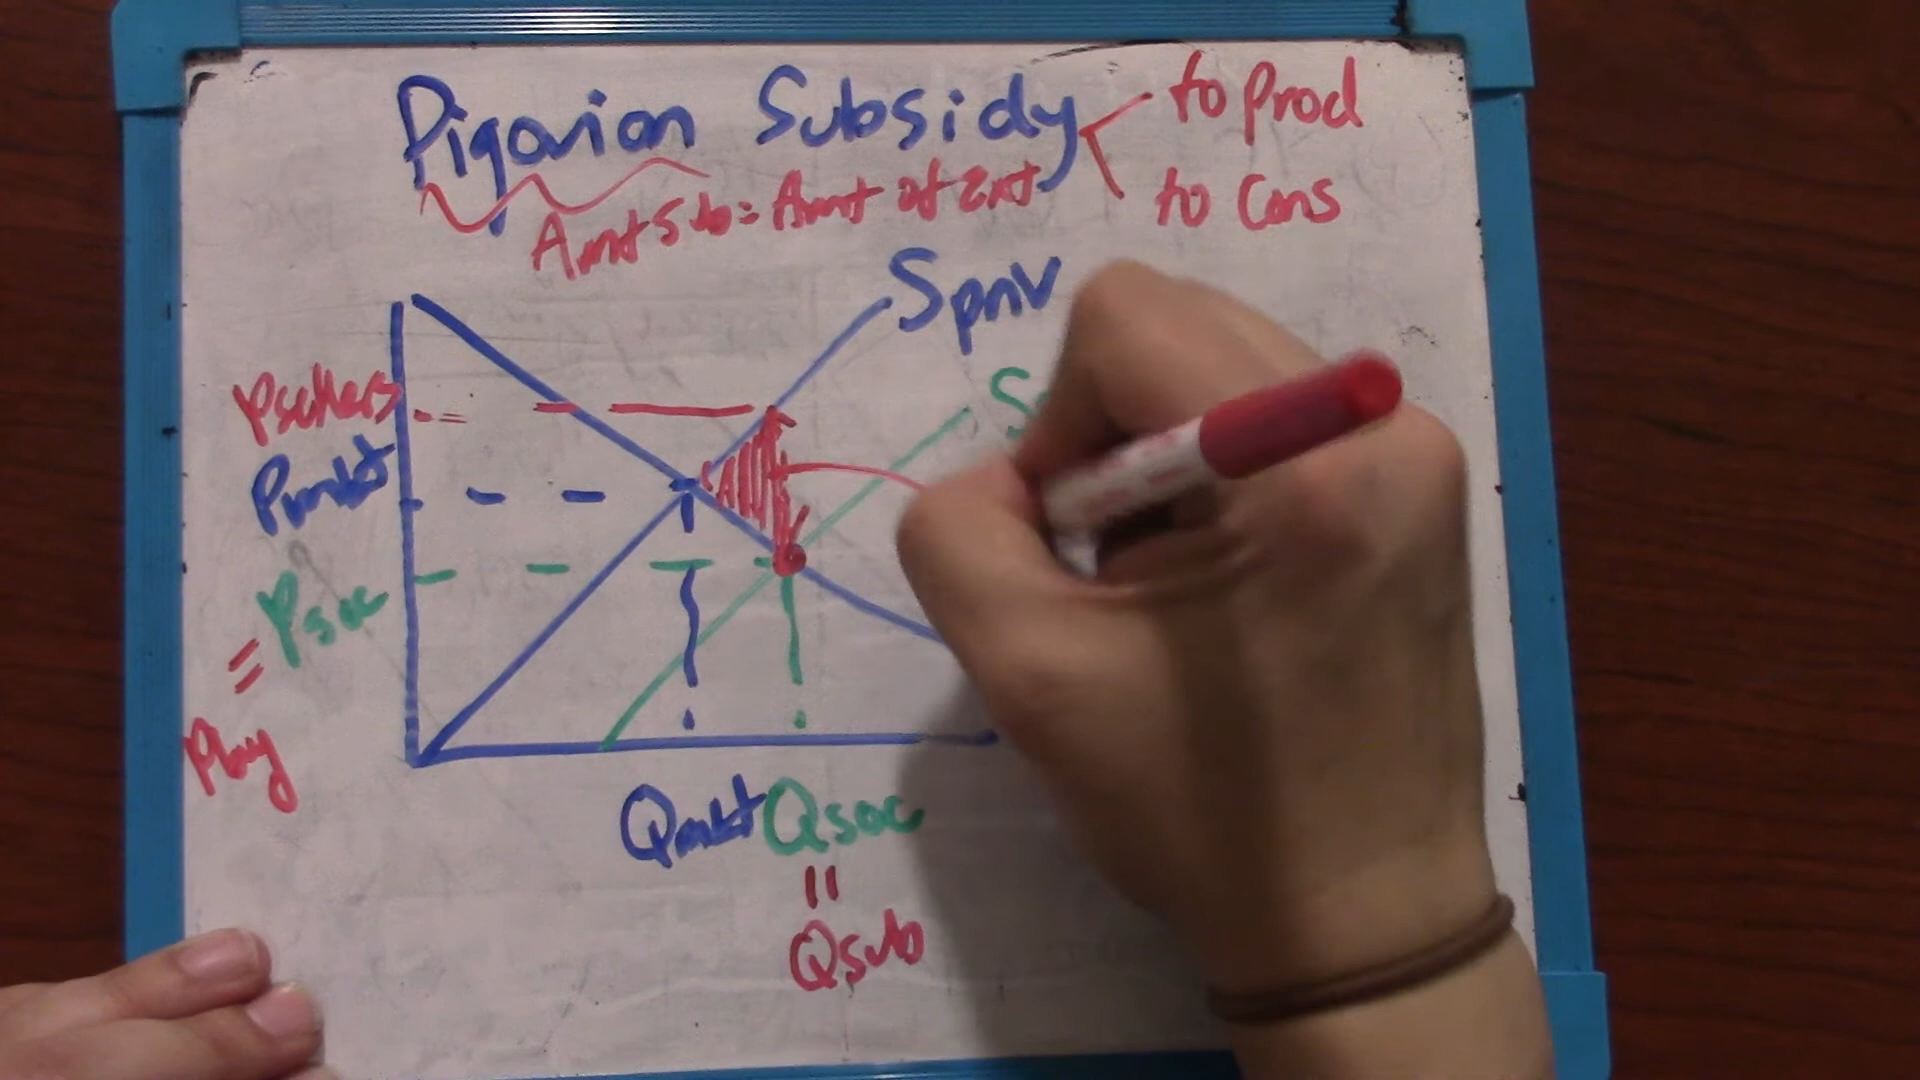 Pigovian Subsidy
to Prod
to Cons
Amt Sub = Amt of Ext
Spriv
S
Psellers
Pmkt
Psoc
=
Pbuy
Qmkt Qsoc
=
Qsub